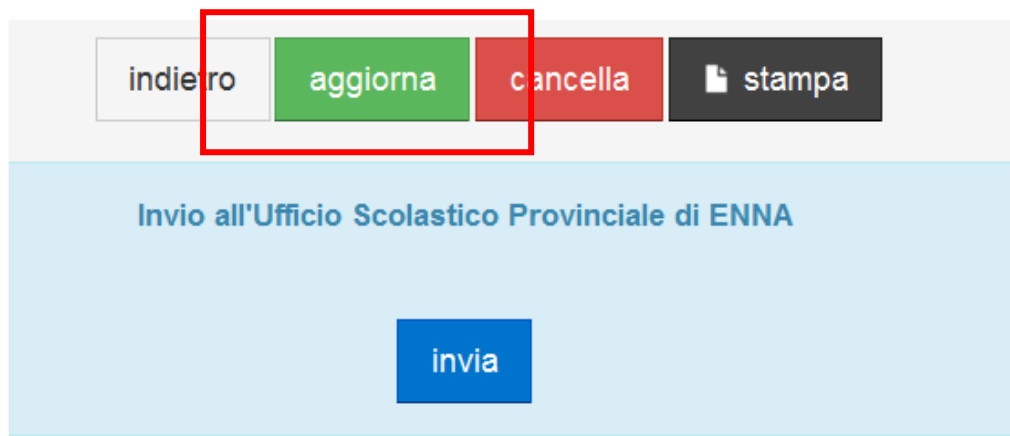 indietro aggiorna cancella stampa
Invio all'Ufficio Scolastico Provinciale di ENNA
invia